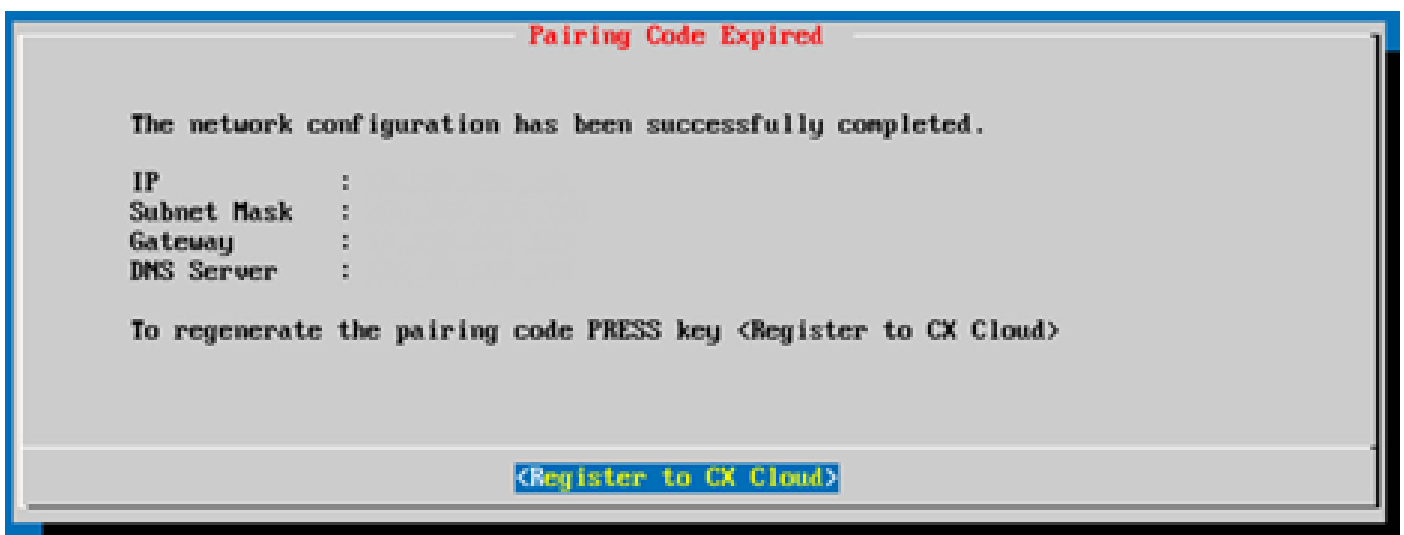 Pairing Code Expired
The network configuration has been successfully completed.
IP :
Subnet Mask :
Gateway :
DNS Server :
To regenerate the pairing code PRESS key <Register to CX Cloud>
<Register to CX Cloud>